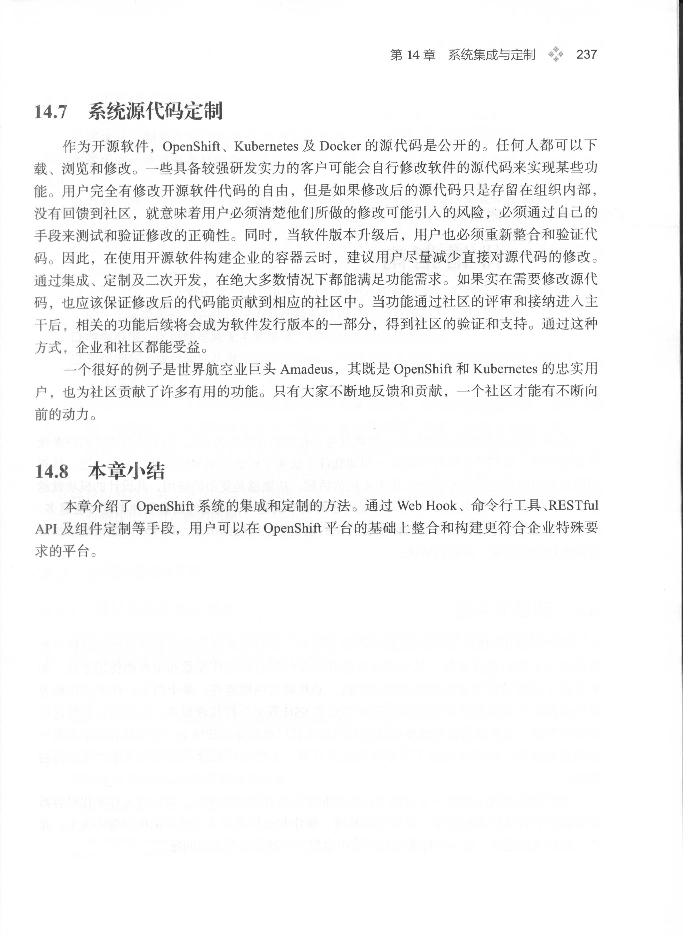 第 14 章 系统集成与定制 237
14.7 系统源代码定制
作为开源软件，OpenShift、Kubernetes 及 Docker 的源代码是公开的。任何人都可以下
载、浏览和修改。一些具备较强研发实力的客户可能会自行修改软件的源代码来实现某些功
能。用户完全有修改开源软件代码的自由，但是如果修改后的源代码只是存留在组织内部，
没有回馈到社区，就意味着用户必须清楚他们所做的修改可能引入的风险，必须通过自己的
手段来测试和验证修改的正确性。同时，当软件版本升级后，用户也必须重新整合和验证代
码。因此，在使用开源软件构建企业的容器云时，建议用户尽量减少直接对源代码的修改。
通过集成、定制及二次开发，在绝大多数情况下都能满足功能需求。如果实在需要修改源代
码，也应该保证修改后的代码能贡献到相应的社区中。当功能通过社区的评审和接纳进入主
干后，相关的功能后续将会成为软件发行版本的一部分，得到社区的验证和支持。通过这种
方式，企业和社区都能受益。
一个很好的例子是世界航空业巨头 Amadeus，其既是 OpenShift 和 Kubernetes 的忠实用
户，也为社区贡献了许多有用的功能。只有大家不断地反馈和贡献，一个社区才能有不断向
前的动力。
14.8 本章小结
本章介绍了 OpenShift 系统的集成和定制的方法。通过 Web Hook、命令行工具、RESTful
API 及组件定制等手段，用户可以在 OpenShift 平台的基础上整合和构建更符合企业特殊要
求的平台。